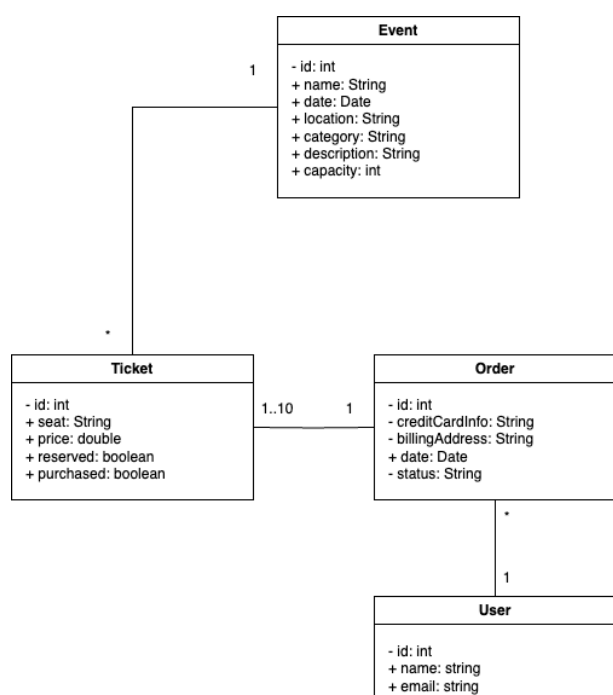 Event
- id: int
+ name: String
+ date: Date
+ location: String
+ category: String
+ description: String
+ capacity: int
1
*
Ticket
- id: int
+ seat: String
+ price: double
+ reserved: boolean
+ purchased: boolean
1..10
1
Order
- id: int
- creditCardInfo: String
- billingAddress: String
+ date: Date
- status: String
*
1
User
- id: int
+ name: string
+ email: string